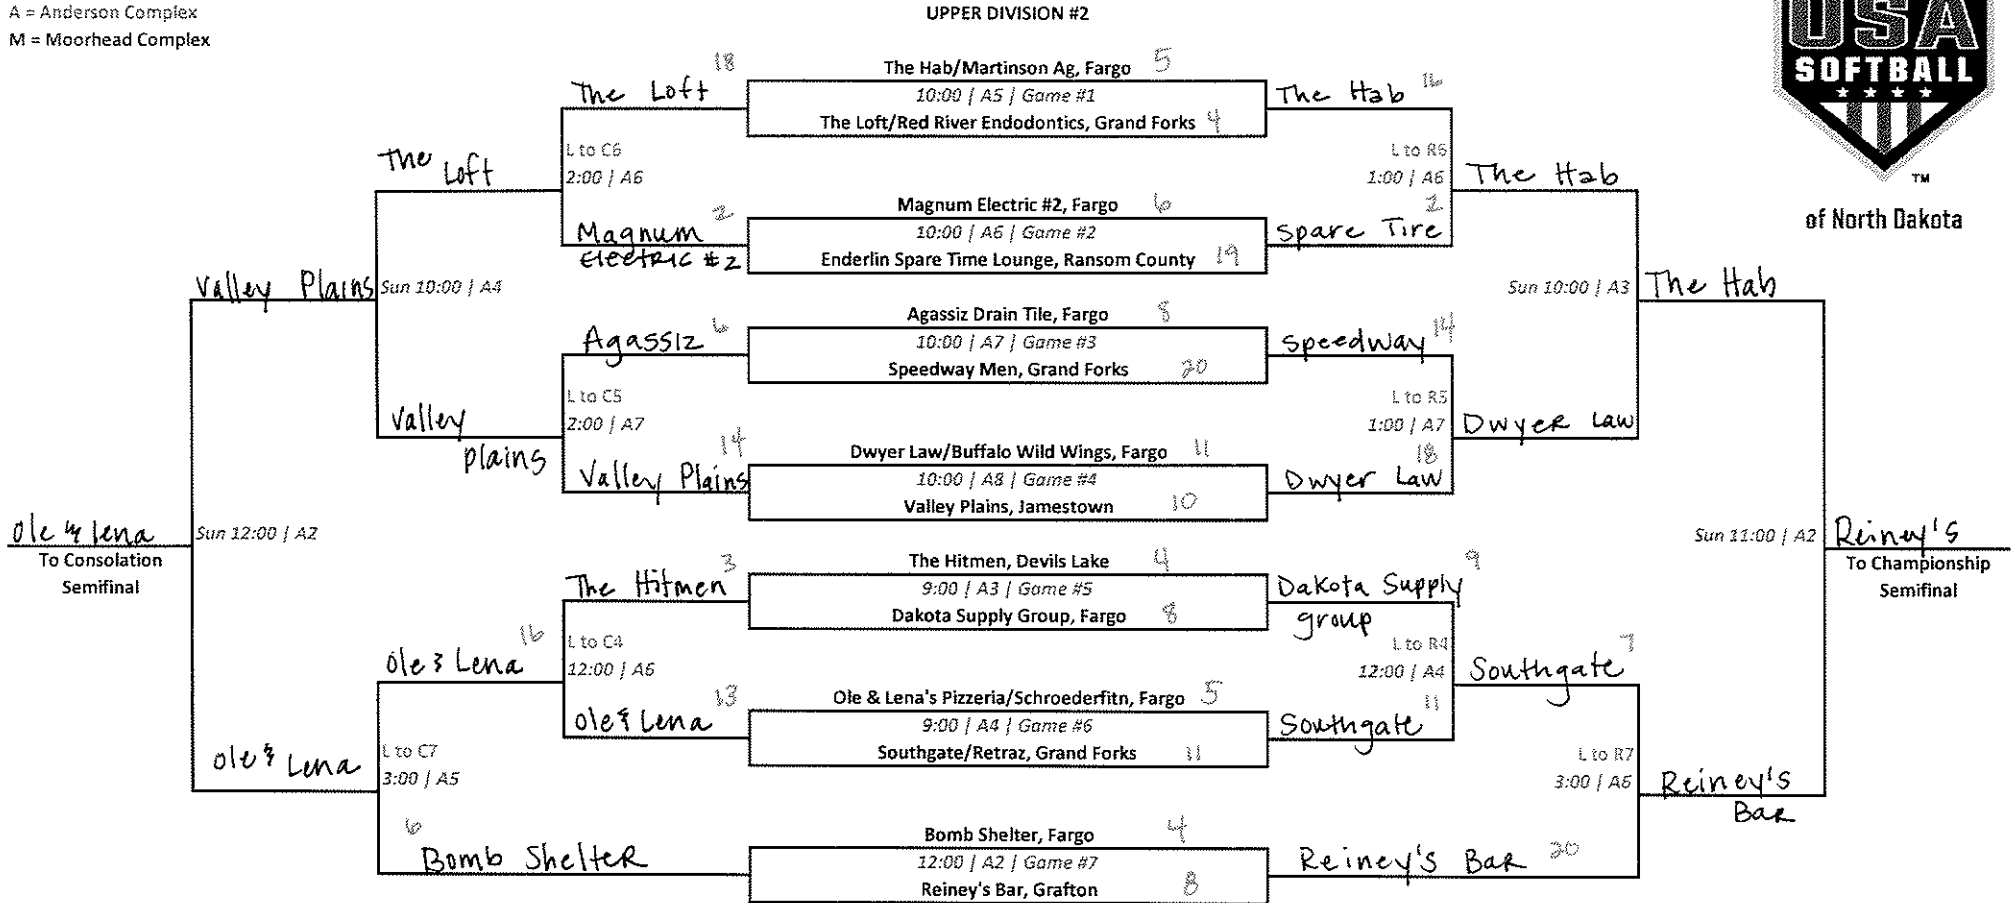 A = Anderson Complex
M = Moorhead Complex
UPPER DIVISION #2
USA
SOFTBALL
TM
of North Dakota
18
The Loft
The Hab/Martinson Ag, Fargo 5
10:00 | A5 | Game #1
The Loft/Red River Endodontics, Grand Forks 4
The Hab 16
L to C6
2:00 | A6
L to R6
1:00 | A6
The Loft
The Hab
2
Magnum
Electric #2
Magnum Electric #2, Fargo 6
10:00 | A6 | Game #2
Enderlin Spare Time Lounge, Ransom County 19
2
Spare Tire
Valley Plains
Sun 10:00 | A4
Sun 10:00 | A3
The Hab
Agassiz 6
Agassiz Drain Tile, Fargo 8
10:00 | A7 | Game #3
Speedway Men, Grand Forks 20
Speedway 14
L to C5
2:00 | A7
L to R5
1:00 | A7
Valley
plains
Dwyer Law
14
Valley Plains
Dwyer Law/Buffalo Wild Wings, Fargo 11
10:00 | A8 | Game #4
Valley Plains, Jamestown 10
18
Dwyer Law
Ole & Lena
To Consolation
Semifinal
Sun 12:00 | A2
Sun 11:00 | A2
Reiney's
To Championship
Semifinal
The Hitmen 3
The Hitmen, Devils Lake 4
9:00 | A3 | Game #5
Dakota Supply Group, Fargo 8
Dakota Supply 9
group
16
Ole & Lena
L to C4
12:00 | A6
L to R4
12:00 | A4
Southgate 7
Ole & Lena 13
Ole & Lena's Pizzeria/Schroederfitn, Fargo 5
9:00 | A4 | Game #6
Southgate/Retraz, Grand Forks 11
11
Southgate
Ole & Lena
L to C7
3:00 | A5
L to R7
3:00 | A6
Reiney's
Bar
6
Bomb Shelter
Bomb Shelter, Fargo 4
12:00 | A2 | Game #7
Reiney's Bar, Grafton 8
Reiney's Bar 20